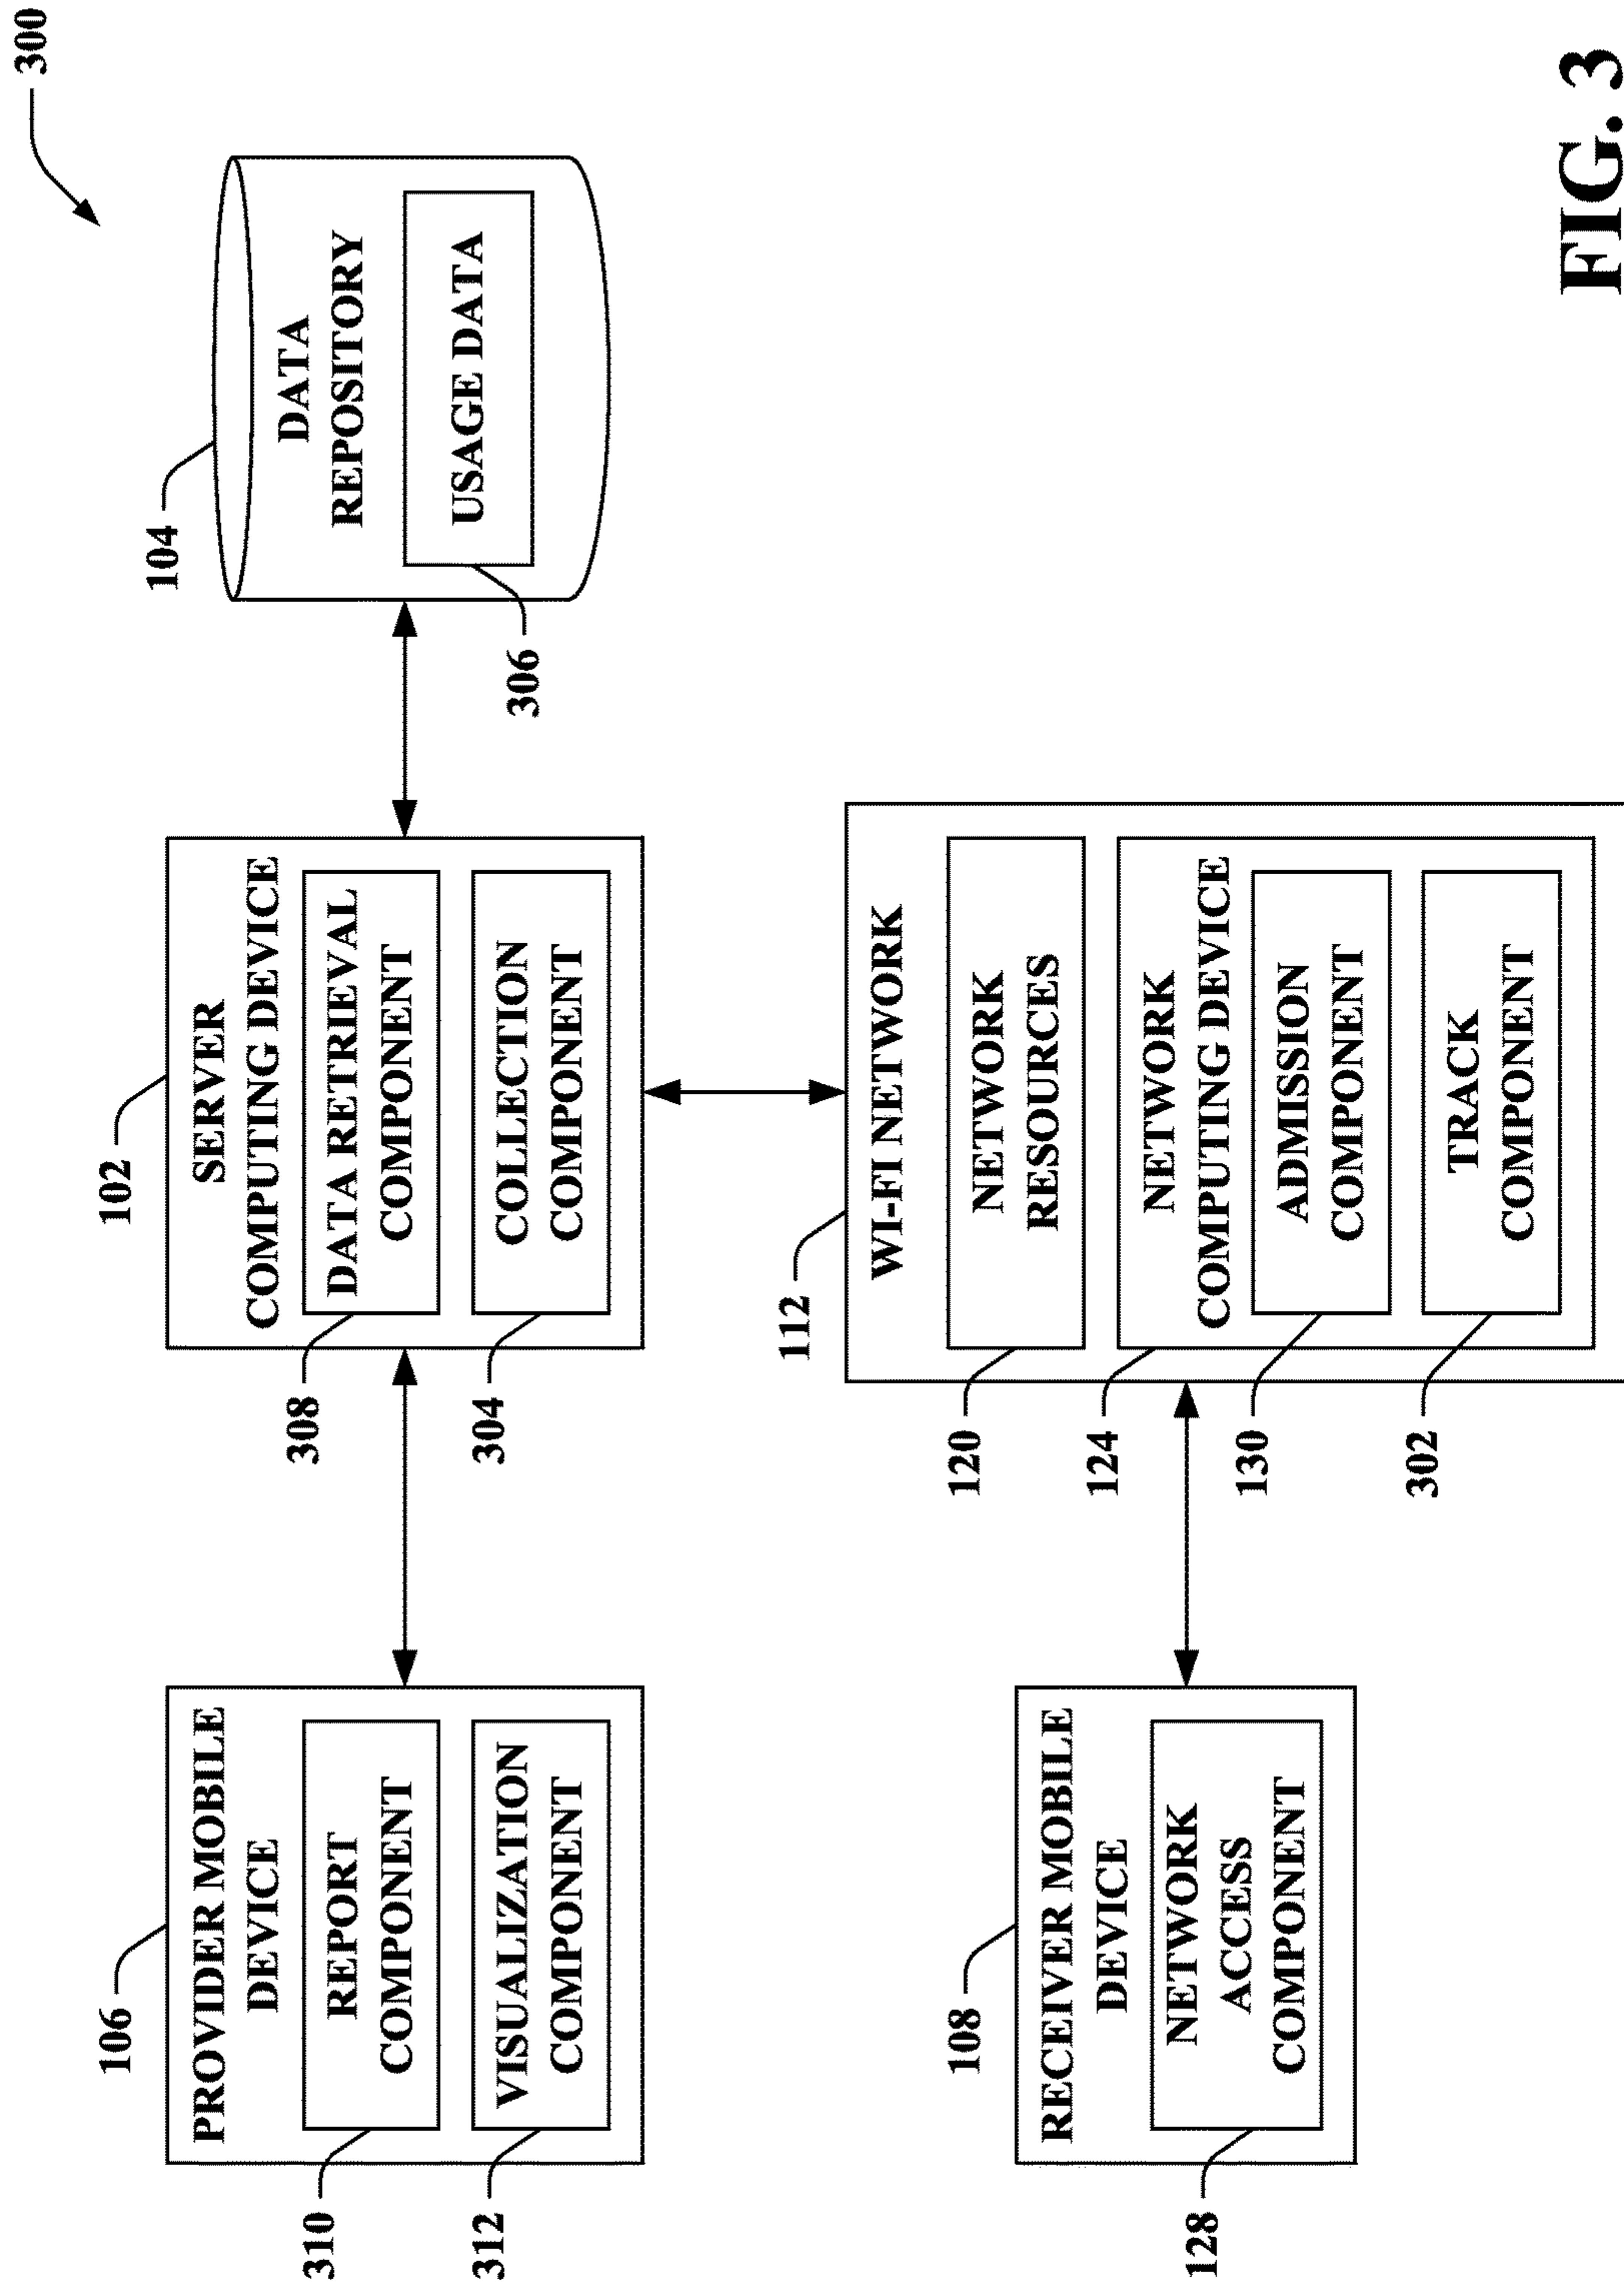 300
106
PROVIDER MOBILE
DEVICE
310
REPORT
COMPONENT
312
VISUALIZATION
COMPONENT
102
SERVER
COMPUTING DEVICE
308
DATA RETRIEVAL
COMPONENT
304
COLLECTION
COMPONENT
104
DATA
REPOSITORY
USAGE DATA
306
108
RECEIVER MOBILE
DEVICE
128
NETWORK
ACCESS
COMPONENT
112
WI-FI NETWORK
120
NETWORK
RESOURCES
124
NETWORK
COMPUTING DEVICE
130
ADMISSION
COMPONENT
302
TRACK
COMPONENT
FIG. 3